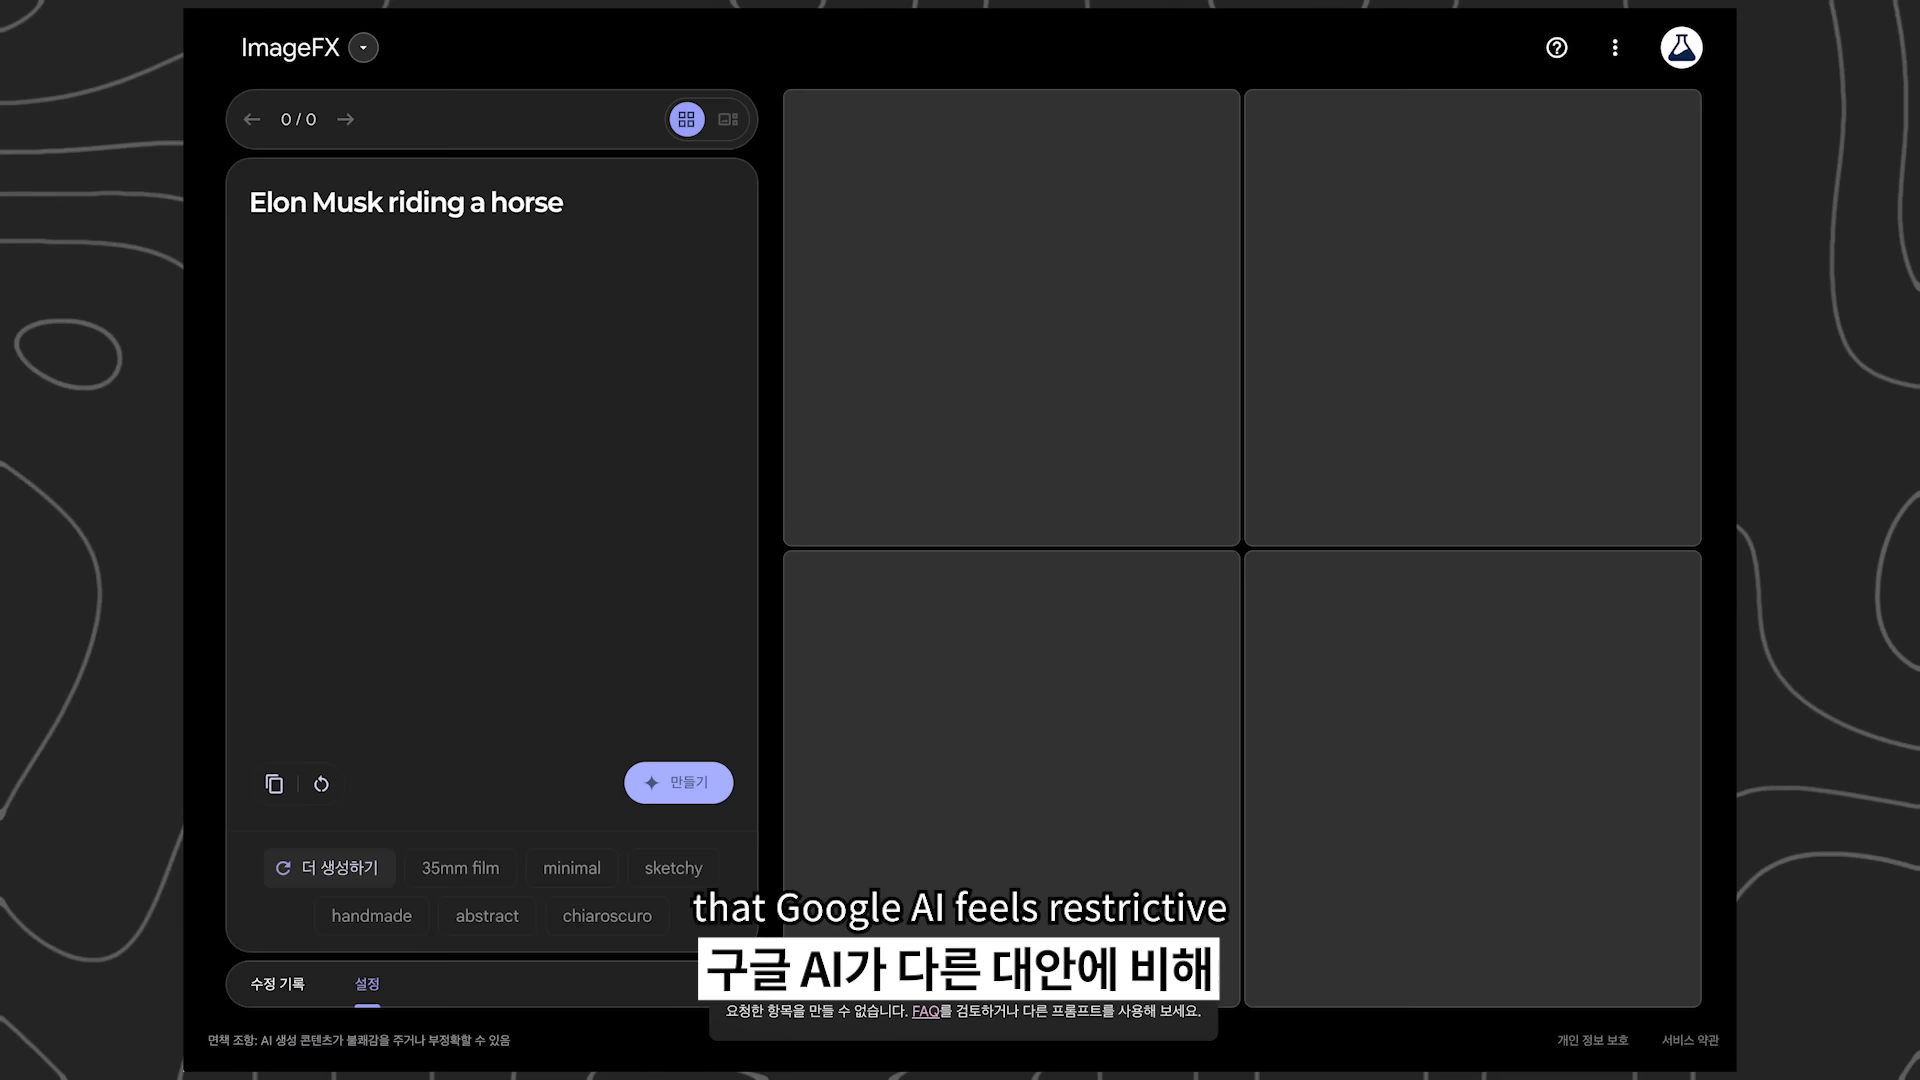 ImageFX
0 / 0
Elon Musk riding a horse
만들기
더 생성하기
35mm film
minimal
sketchy
handmade
abstract
chiaroscuro
수정 기록
설정
that Google AI feels restrictive
구글 AI가 다른 대안에 비해
요청한 항목을 만들 수 없습니다. FAQ를 검토하거나 다른 프롬프트를 사용해 보세요.
면책 조항: AI 생성 콘텐츠가 불쾌감을 주거나 부정확할 수 있음
개인 정보 보호
서비스 약관